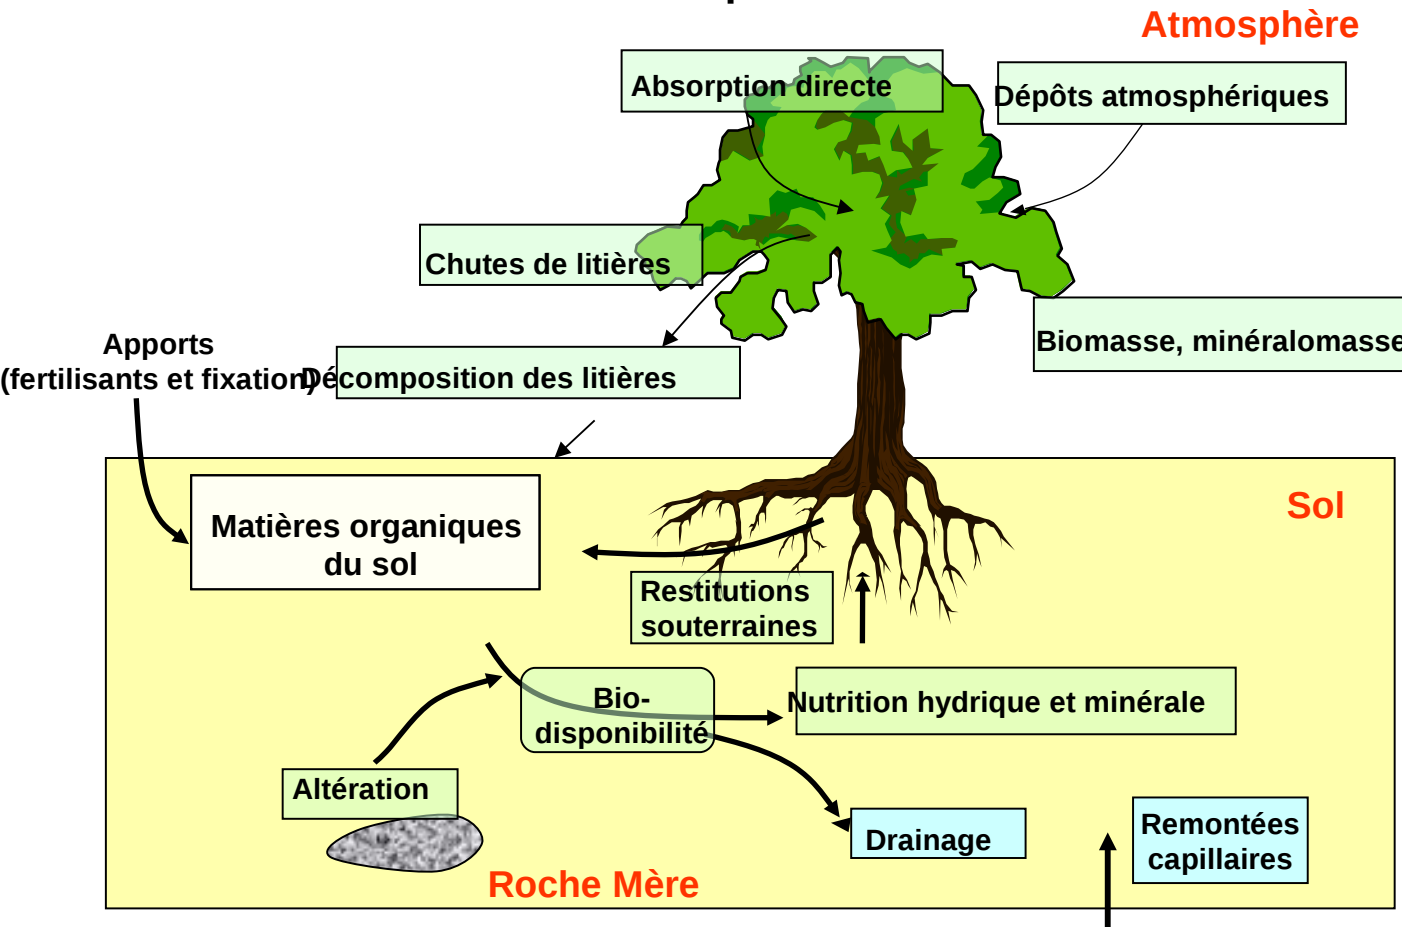 Atmosphère
Absorption directe
Dépôts atmosphériques
Chutes de litières
Biomasse, minéralomasse
Apports
(fertilisants et fixation)
Décomposition des litières
Sol
Matières organiques
du sol
Restitutions
souterraines
Bio-
disponibilité
Nutrition hydrique et minérale
Altération
Drainage
Remontées
capillaires
Roche Mère